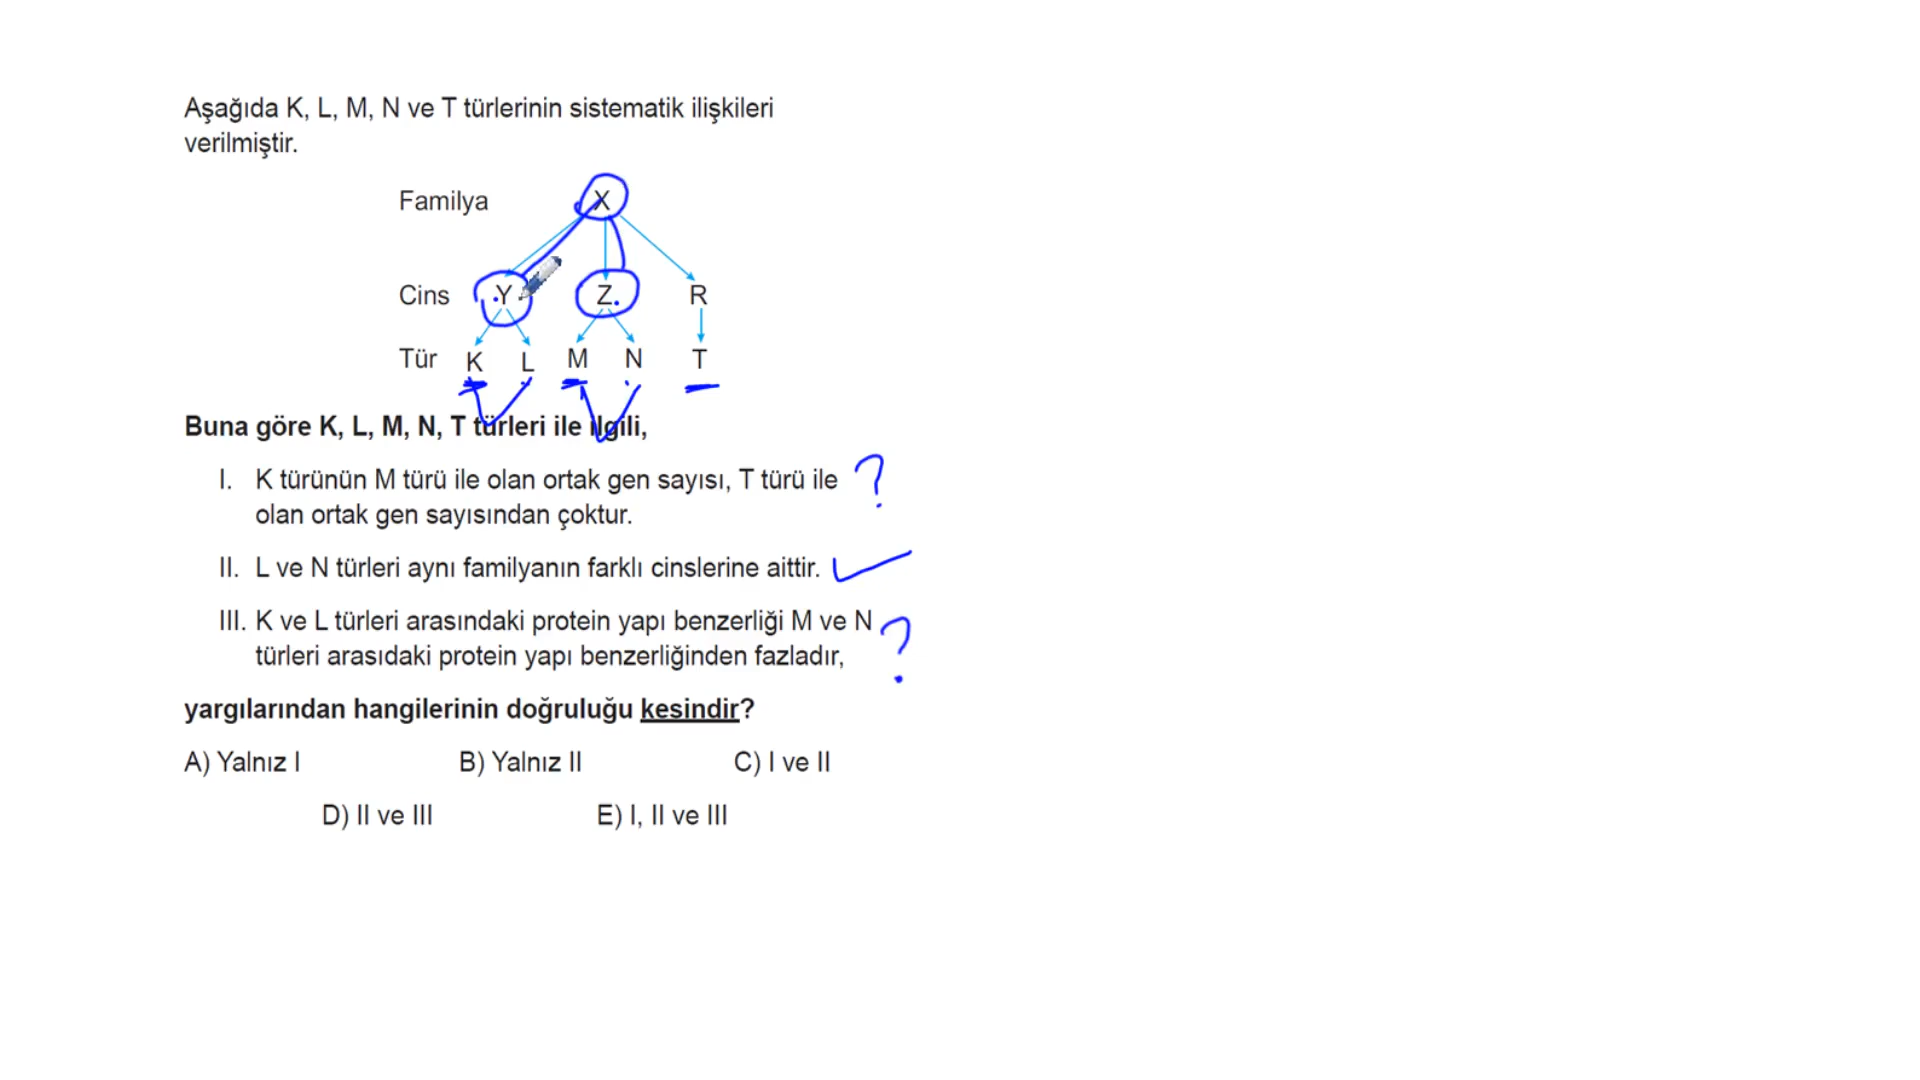 Aşağıda K, L, M, N ve T türlerinin sistematik ilişkileri
verilmiştir.
Familya X
Cins Y Z R
Tür K L M N T
Buna göre K, L, M, N, T türleri ile ilgili,
I. K türünün M türü ile olan ortak gen sayısı, T türü ile ?
olan ortak gen sayısından çoktur.
II. L ve N türleri aynı familyanın farklı cinslerine aittir.
III. K ve L türleri arasındaki protein yapı benzerliği M ve N ?
türleri arasıdaki protein yapı benzerliğinden fazladır,
yargılarından hangilerinin doğruluğu kesindir?
A) Yalnız I B) Yalnız II C) I ve II
D) II ve III E) I, II ve III